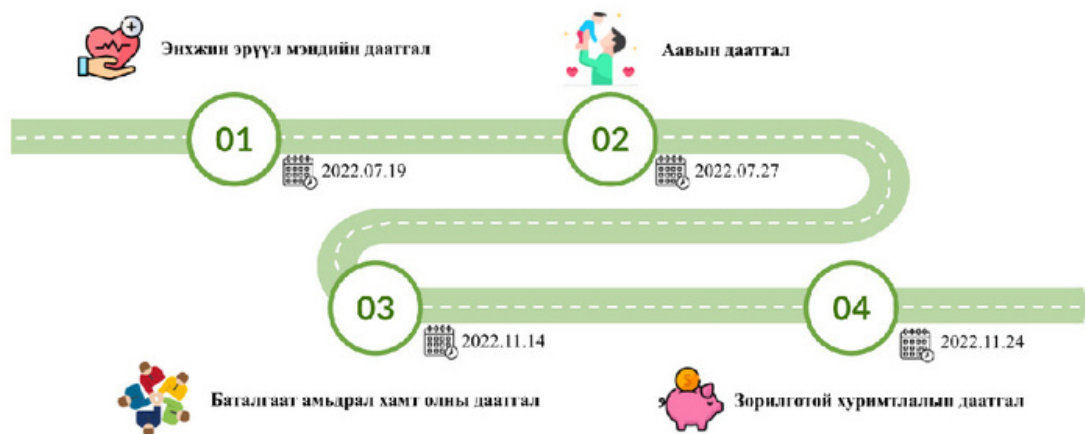 Энхжин эрүүл мэндийн даатгал
Аавын даатгал
01
02
2022.07.19
2022.07.27
03
04
2022.11.14
2022.11.24
Баталгаат амьдрал хамт олны даатгал
Зорилготой хуримтлалын даатгал